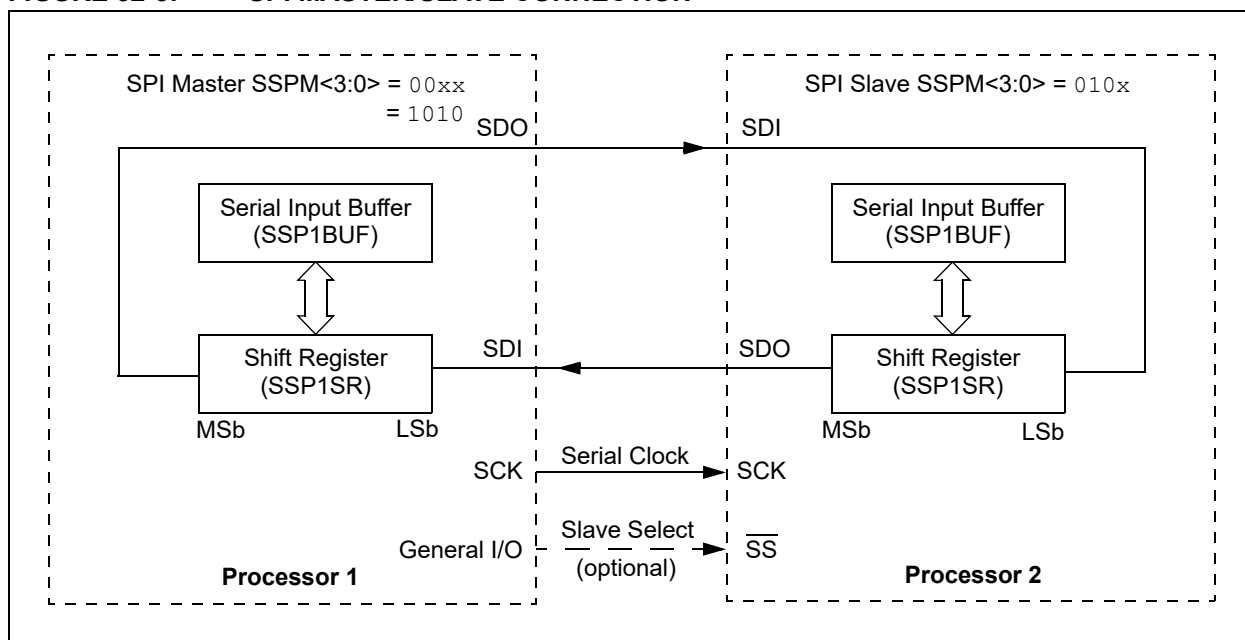 SPI Master SSPM<3:0> = 00xx
= 1010
SDO
Serial Input Buffer
(SSP1BUF)
Shift Register
(SSP1SR)
MSb
LSb
SDI
SCK
General I/O
Processor 1
Serial Clock
Slave Select
(optional)
SPI Slave SSPM<3:0> = 010x
SDI
Serial Input Buffer
(SSP1BUF)
SDO
Shift Register
(SSP1SR)
MSb
LSb
SCK
SS
Processor 2